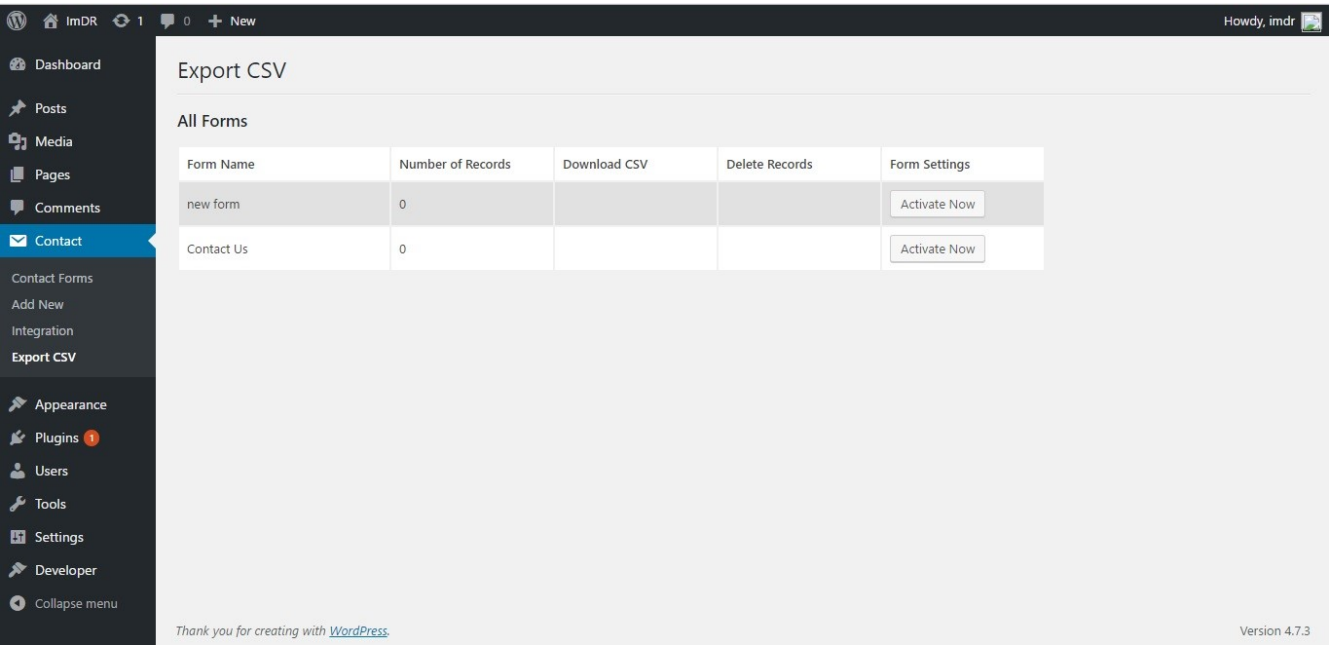 ImDR 1 0 New Howdy, imdr
Dashboard
Posts
Media
Pages
Comments
Contact
Contact Forms
Add New
Integration
Export CSV
Appearance
Plugins 1
Users
Tools
Settings
Developer
Collapse menu
Export CSV
All Forms
Form Name Number of Records Download CSV Delete Records Form Settings
new form 0 Activate Now
Contact Us 0 Activate Now
Thank you for creating with WordPress. Version 4.7.3